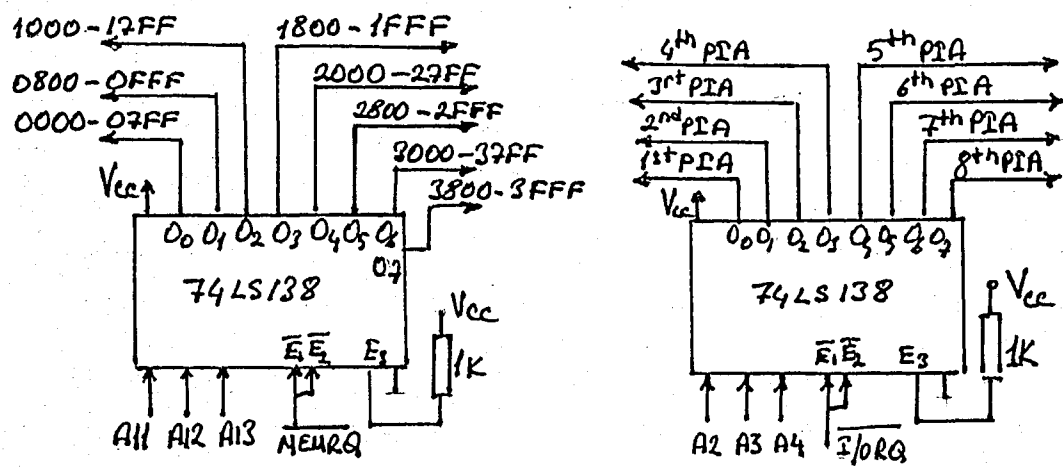 1000-17FF
0800-0FFF
0000-07FF
1800-1FFF
2000-27FF
2800-2FFF
3000-37FF
3800-3FFF
Vcc
O0 O1 O2 O3 O4 O5 O6
O7
74LS138
E1 E2 E3
Vcc
1K
A11 A12 A13 MEMRQ
4th PIA
3rd PIA
2nd PIA
1st PIA
5th PIA
6th PIA
7th PIA
8th PIA
Vcc
O0 O1 O2 O3 O4 O5 O6 O7
74LS138
E1 E2 E3
Vcc
1K
A2 A3 A4 I/ORQ